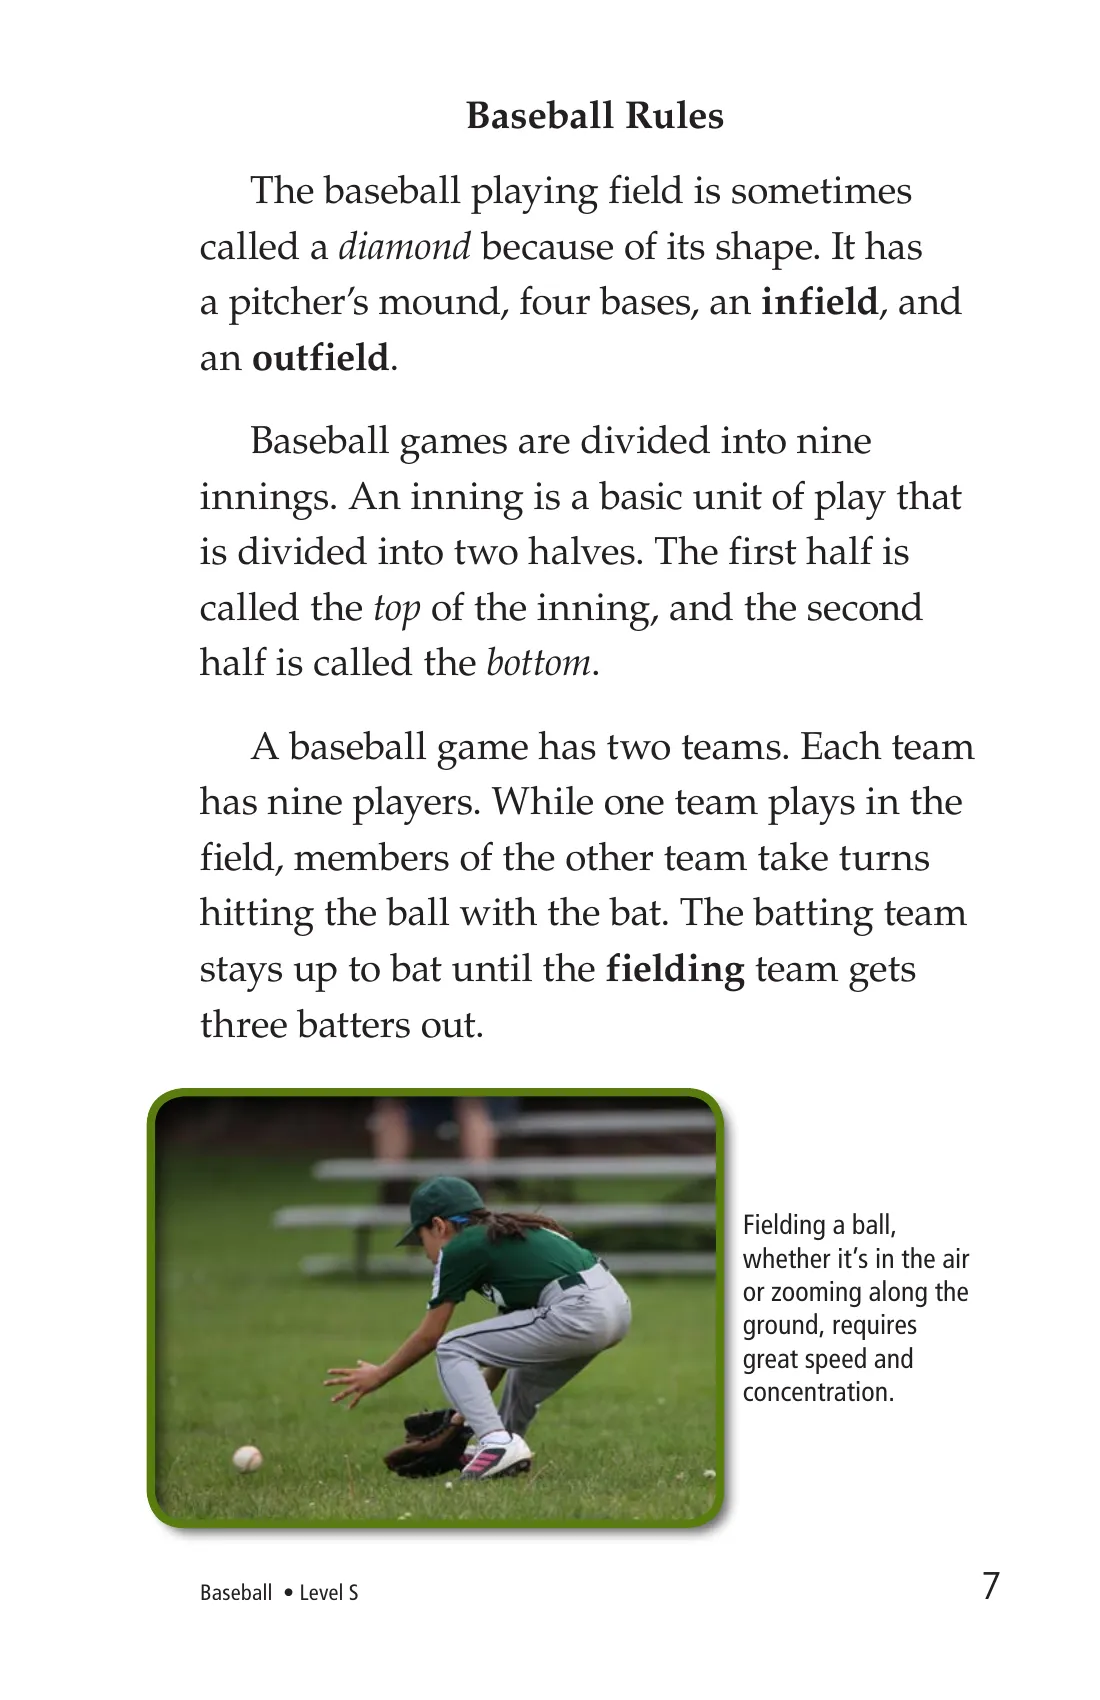 Baseball Rules
The baseball playing field is sometimes
called a diamond because of its shape. It has
a pitcher’s mound, four bases, an infield, and
an outfield.
Baseball games are divided into nine
innings. An inning is a basic unit of play that
is divided into two halves. The first half is
called the top of the inning, and the second
half is called the bottom.
A baseball game has two teams. Each team
has nine players. While one team plays in the
field, members of the other team take turns
hitting the ball with the bat. The batting team
stays up to bat until the fielding team gets
three batters out.
Fielding a ball,
whether it’s in the air
or zooming along the
ground, requires
great speed and
concentration.
Baseball • Level S
7